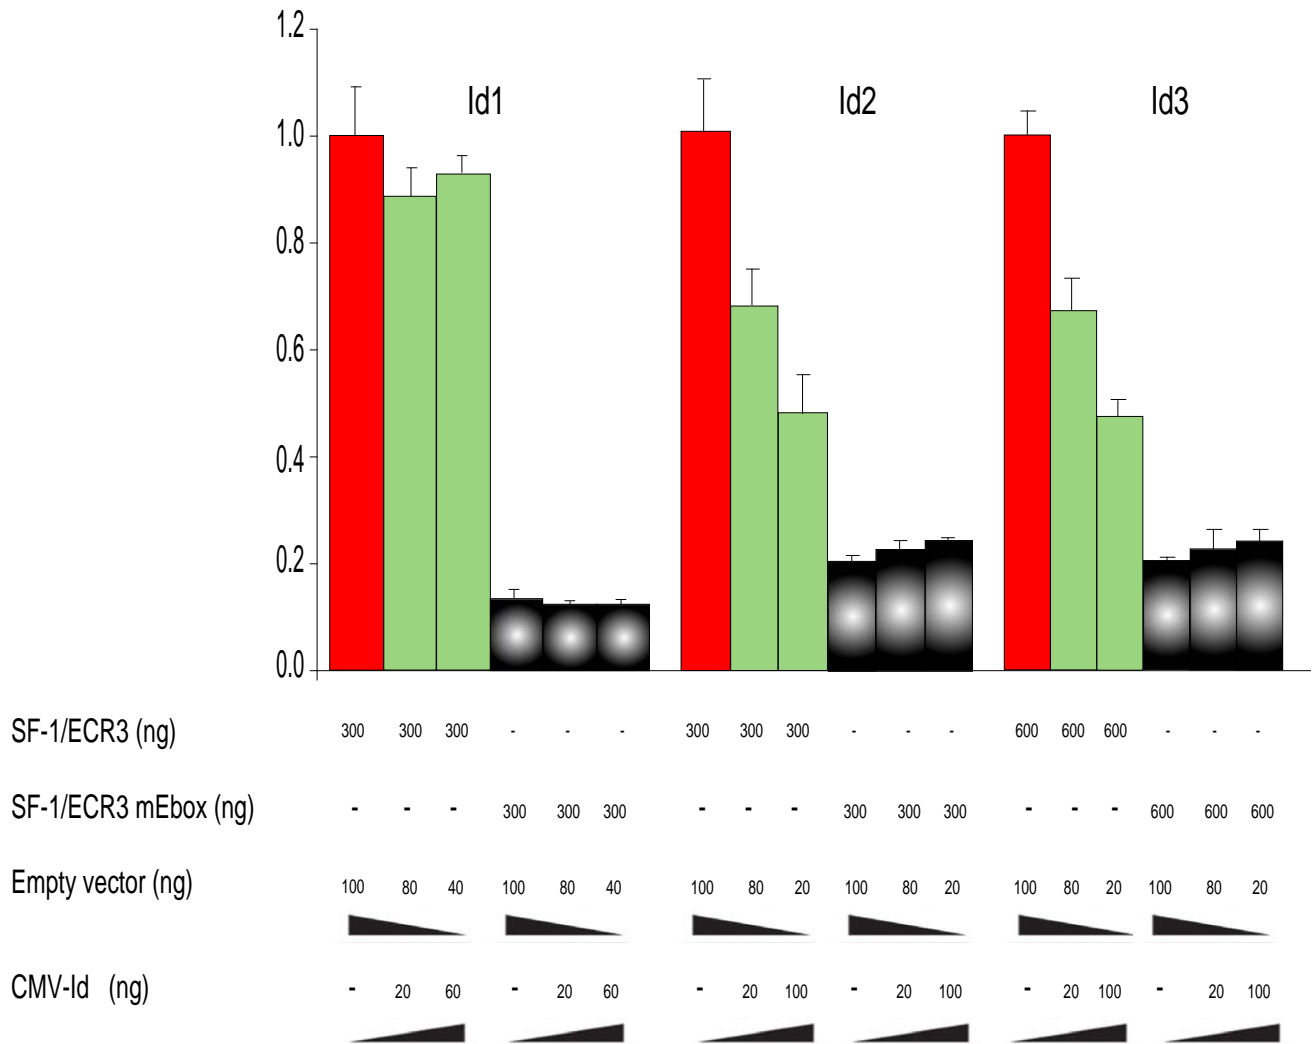 1.2
Id1 Id2 Id3
1.0
0.8
0.6
0.4
0.2
0.0
SF-1/ECR3 (ng) 300 300 300 - - - 300 300 300 - - - 600 600 600 - - -
SF-1/ECR3 mEbox (ng) - - - 300 300 300 - - - 300 300 300 - - - 600 600 600
Empty vector (ng) 100 80 40 100 80 40 100 80 20 100 80 20 100 80 20 100 80 20
CMV-Id (ng) - 20 60 - 20 60 - 20 100 - 20 100 - 20 100 - 20 100